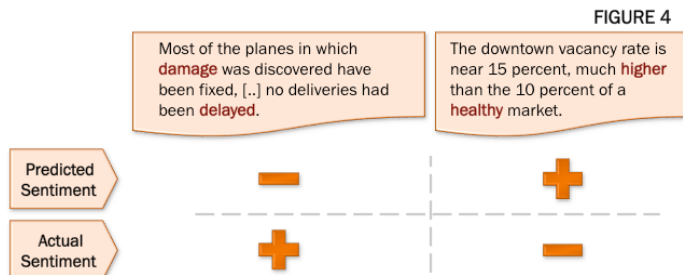 FIGURE 4
Most of the planes in which
damage was discovered have
been fixed, [..] no deliveries had
been delayed.
The downtown vacancy rate is
near 15 percent, much higher
than the 10 percent of a
healthy market.
Predicted
Sentiment
Actual
Sentiment